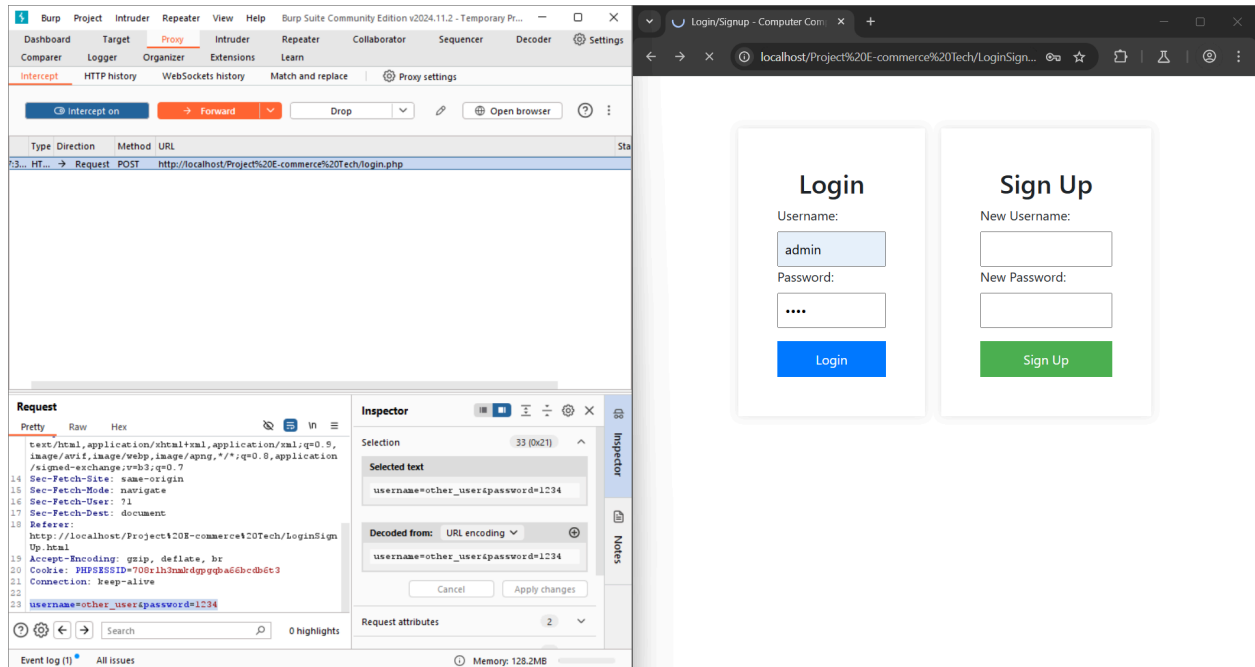 Burp Project Intruder Repeater View Help Burp Suite Community Edition v2024.11.2 - Temporary Pr...
Dashboard Target Proxy Intruder Repeater Collaborator Sequencer Decoder Settings
Comparer Logger Organizer Extensions Learn
Intercept HTTP history WebSockets history Match and replace Proxy settings
Intercept on Forward Drop Open browser
Type Direction Method URL Sta
7:3... HT... → Request POST http://localhost/Project%20E-commerce%20Tech/login.php
Request
Pretty Raw Hex \n
text/html,application/xhtml+xml,application/xml;q=0.9,
image/avif,image/webp,image/apng,*/*;q=0.8,application
/signed-exchange;v=b3;q=0.7
14 Sec-Fetch-Site: same-origin
15 Sec-Fetch-Mode: navigate
16 Sec-Fetch-User: ?1
17 Sec-Fetch-Dest: document
18 Referer:
http://localhost/Project%20E-commerce%20Tech/LoginSign
Up.html
19 Accept-Encoding: gzip, deflate, br
20 Cookie: PHPSESSID=708rlh3nmkdgpgqba66bcdb6t3
21 Connection: keep-alive
22
23 username=other_user&password=1234
Search 0 highlights
Inspector
Selection 33 (0x21)
Selected text
username=other_user&password=1234
Decoded from: URL encoding
username=other_user&password=1234
Cancel Apply changes
Request attributes 2
Inspector
Notes
Event log (1) All issues Memory: 128.2MB
Login/Signup - Computer Com
localhost/Project%20E-commerce%20Tech/LoginSign...
Login
Username:
admin
Password:
••••
Login
Sign Up
New Username:
New Password:
Sign Up